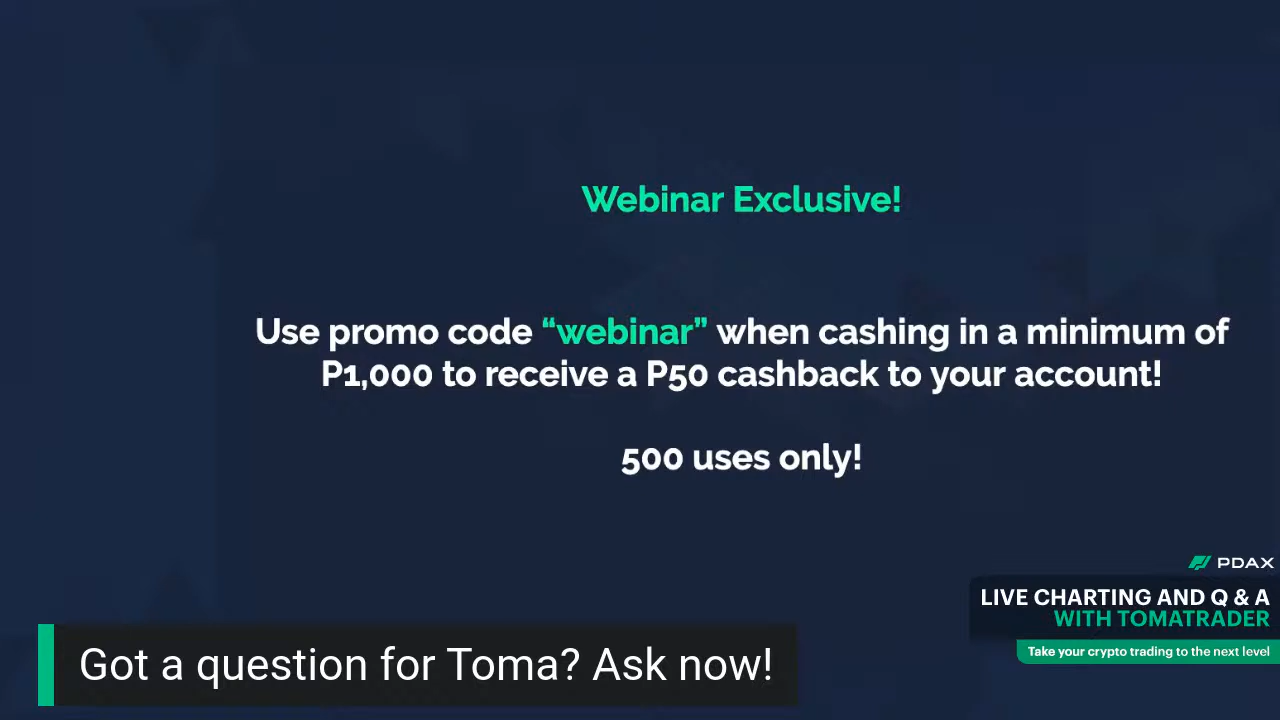 Webinar Exclusive!
Use promo code “webinar” when cashing in a minimum of
P1,000 to receive a P50 cashback to your account!
500 uses only!
PDAX
LIVE CHARTING AND Q & A
WITH TOMATRADER
Take your crypto trading to the next level
Got a question for Toma? Ask now!